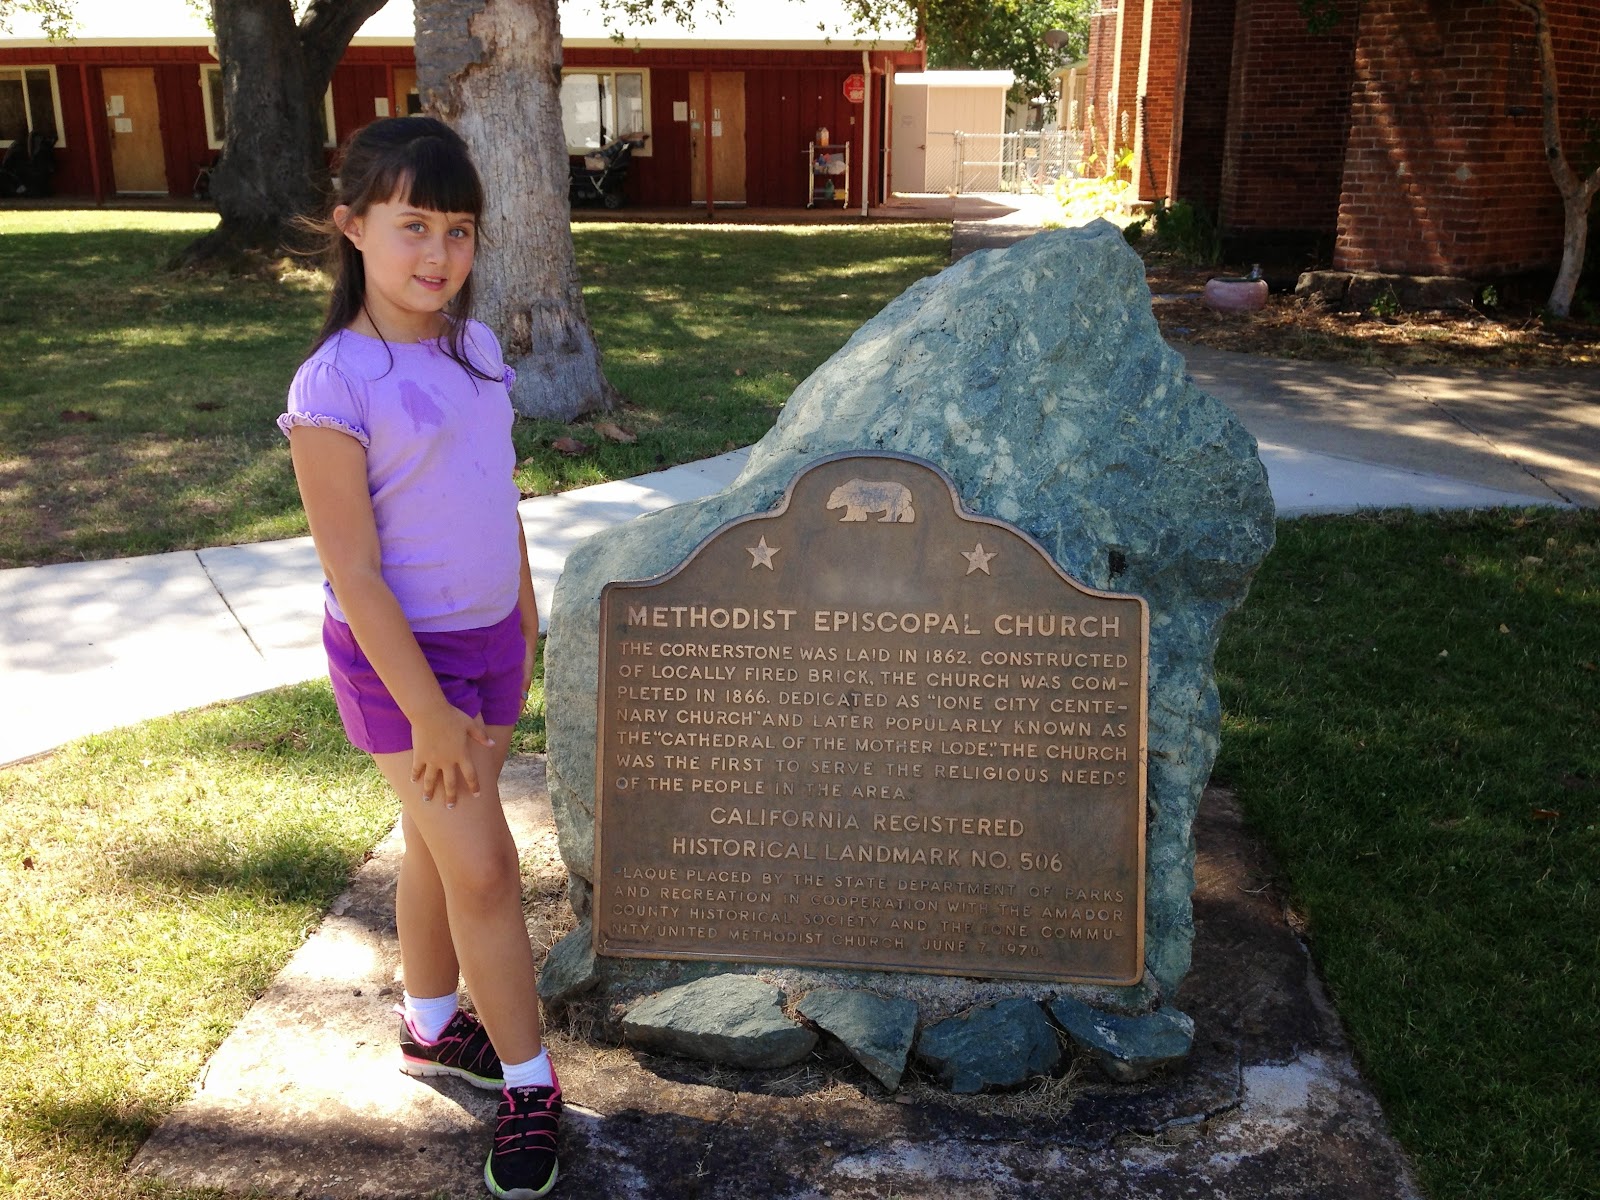 METHODIST EPISCOPAL CHURCH
THE CORNERSTONE WAS LAID IN 1862. CONSTRUCTED
OF LOCALLY FIRED BRICK, THE CHURCH WAS COM-
PLETED IN 1866. DEDICATED AS "IONE CITY CENTE-
NARY CHURCH" AND LATER POPULARLY KNOWN AS
THE "CATHEDRAL OF THE MOTHER LODE," THE CHURCH
WAS THE FIRST TO SERVE THE RELIGIOUS NEEDS
OF THE PEOPLE IN THE AREA.
CALIFORNIA REGISTERED
HISTORICAL LANDMARK NO. 506
PLAQUE PLACED BY THE STATE DEPARTMENT OF PARKS
AND RECREATION IN COOPERATION WITH THE AMADOR
COUNTY HISTORICAL SOCIETY AND THE IONE COMMU-
NITY UNITED METHODIST CHURCH JUNE 7, 1970.